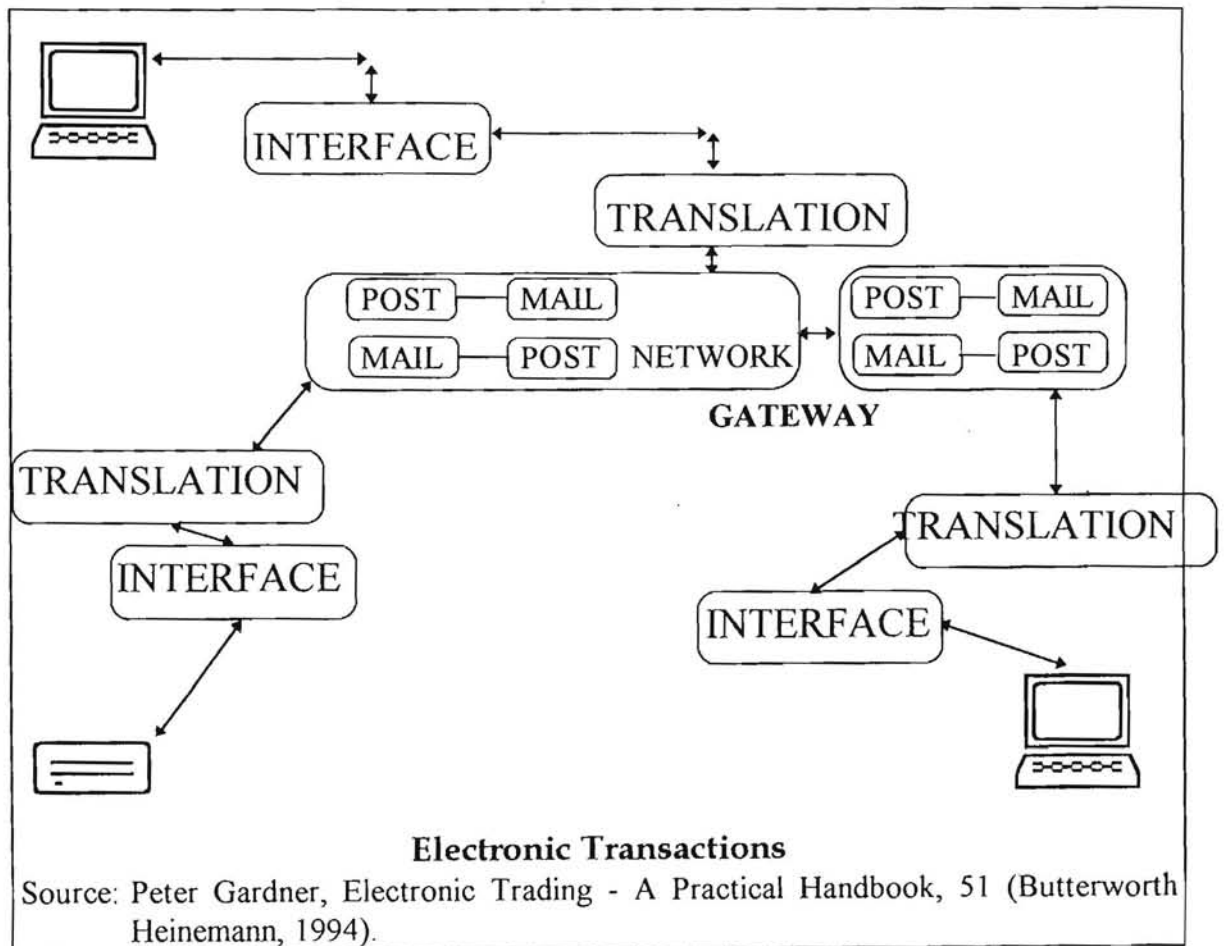 INTERFACE
TRANSLATION
POST MAIL POST MAIL
MAIL POST NETWORK MAIL POST
GATEWAY
TRANSLATION
TRANSLATION
INTERFACE
INTERFACE
Electronic Transactions
Source: Peter Gardner, Electronic Trading - A Practical Handbook, 51 (Butterworth
Heinemann, 1994).